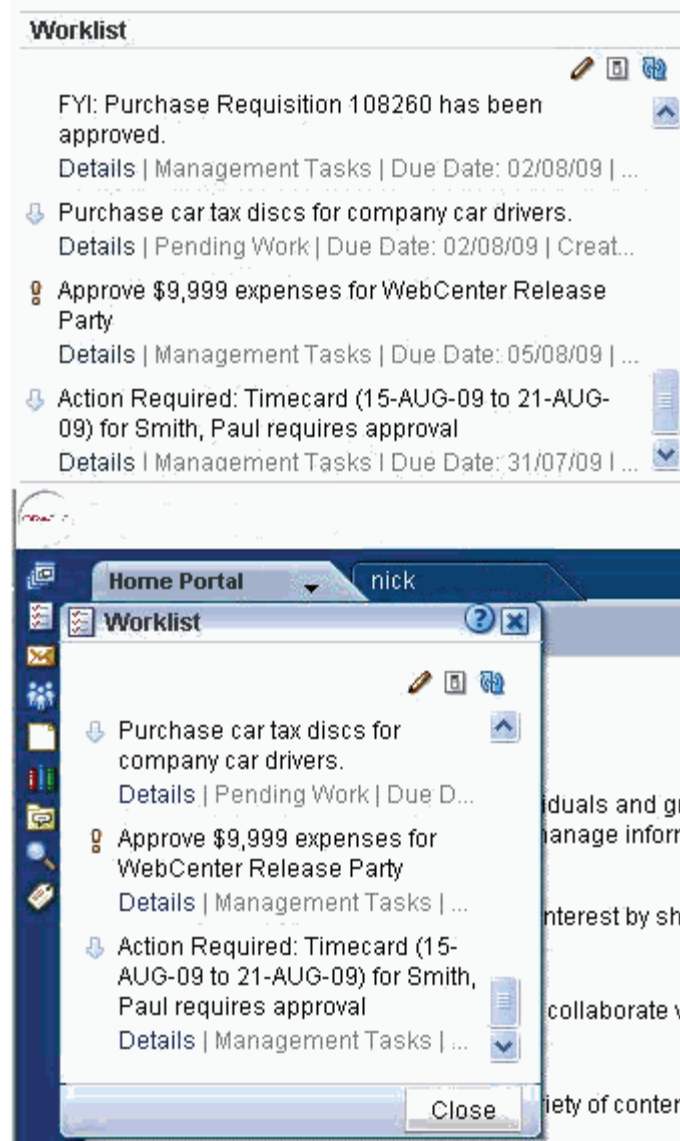 Worklist
FYI: Purchase Requisition 108260 has been
approved.
Details | Management Tasks | Due Date: 02/08/09 | ...
Purchase car tax discs for company car drivers.
Details | Pending Work | Due Date: 02/08/09 | Creat...
Approve $9,999 expenses for WebCenter Release
Party
Details | Management Tasks | Due Date: 05/08/09 | ...
Action Required: Timecard (15-AUG-09 to 21-AUG-
09) for Smith, Paul requires approval
Details | Management Tasks | Due Date: 31/07/09 | ...
Home Portal
nick
Worklist
Purchase car tax discs for
company car drivers.
Details | Pending Work | Due D...
Approve $9,999 expenses for
WebCenter Release Party
Details | Management Tasks | ...
Action Required: Timecard (15-
AUG-09 to 21-AUG-09) for Smith,
Paul requires approval
Details | Management Tasks | ...
Close
iduals and gr
anage inforr
nterest by sh
collaborate v
iety of conter